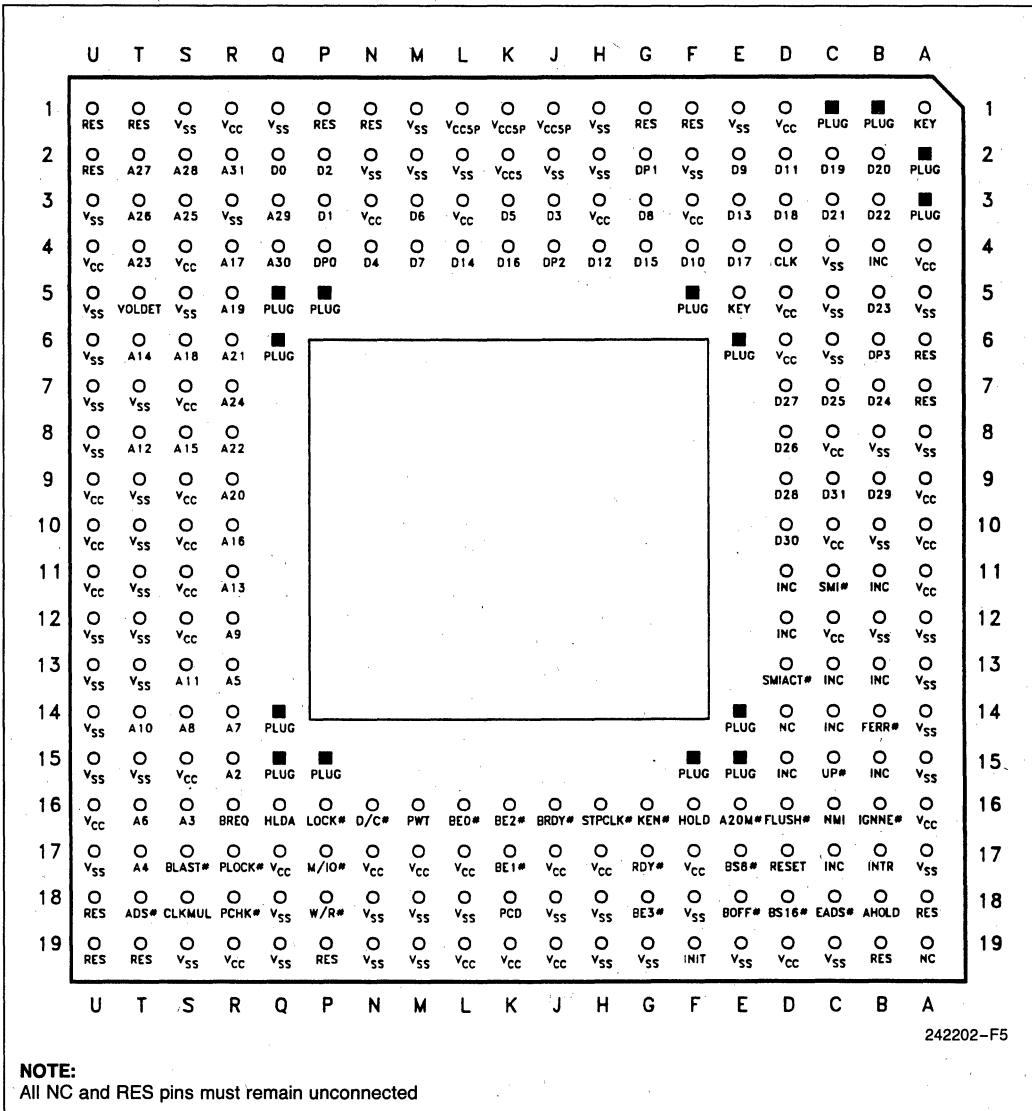 U T S R Q P N M L K J H G F E D C B A
1 RES RES VSS VCC VSS RES RES VSS VCC5P VCC5P VCC5P VSS RES RES VSS VCC PLUG PLUG KEY 1
2 RES A27 A28 A31 D0 D2 VSS VSS VSS VCC5 VSS VSS DP1 VSS D9 D11 D19 D20 PLUG 2
3 VSS A26 A25 VSS A29 D1 VCC D6 VCC D5 D3 VCC D8 VCC D13 D18 D21 D22 PLUG 3
4 VCC A23 VCC A17 A30 DP0 D4 D7 D14 D16 DP2 D12 D15 D10 D17 CLK VSS INC VCC 4
5 VSS VOLDET VSS A19 PLUG PLUG PLUG KEY VCC VSS D23 VSS 5
6 VSS A14 A18 A21 PLUG PLUG VCC VSS DP3 RES 6
7 VSS VSS VCC A24 D27 D25 D24 RES 7
8 VSS A12 A15 A22 D26 VCC VSS VSS 8
9 VCC VSS VCC A20 D28 D31 D29 VCC 9
10 VCC VSS VCC A16 D30 VCC VSS VCC 10
11 VCC VSS VCC A13 INC SMI# INC VCC 11
12 VSS VSS VCC A9 INC VCC VSS VSS 12
13 VSS VSS A11 A5 SMIACT# INC INC VSS 13
14 VSS A10 A8 A7 PLUG PLUG NC INC FERR# VSS 14
15 VSS VSS VCC A2 PLUG PLUG PLUG PLUG INC UP# INC VSS 15
16 VCC A6 A3 BREQ HLDA LOCK# D/C# PWT BE0# BE2# BRDY# STPCLK# KEN# HOLD A20M# FLUSH# NMI IGNNE# VCC 16
17 VSS A4 BLAST# PLOCK# VCC M/IO# VCC VCC VCC BE1# VCC VCC RDY# VCC BS8# RESET INC INTR VSS 17
18 RES ADS# CLKMUL PCHK# VSS W/R# VSS VSS VSS PCD VSS VSS BE3# VSS BOFF# BS16# EADS# AHOLD RES 18
19 RES RES VSS VCC VSS RES VSS VSS VCC VCC VCC VSS VSS INIT VSS VCC VSS RES NC 19
U T S R Q P N M L K J H G F E D C B A
242202–F5
NOTE:
All NC and RES pins must remain unconnected